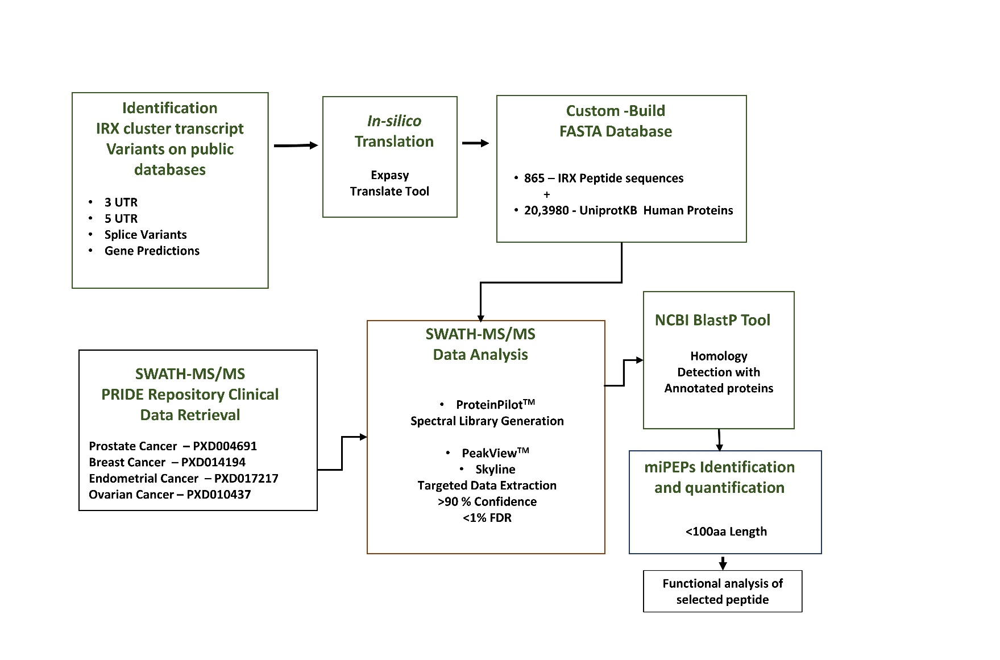 Identification
IRX cluster transcript
Variants on public
databases
• 3 UTR
• 5 UTR
• Splice Variants
• Gene Predictions
In-silico
Translation
Expasy
Translate Tool
Custom -Build
FASTA Database
• 865 – IRX Peptide sequences
+
• 20,3980 - UniprotKB Human Proteins
SWATH-MS/MS
PRIDE Repository Clinical
Data Retrieval
Prostate Cancer – PXD004691
Breast Cancer – PXD014194
Endometrial Cancer – PXD017217
Ovarian Cancer – PXD010437
SWATH-MS/MS
Data Analysis
• ProteinPilot™
Spectral Library Generation
• PeakView™
• Skyline
Targeted Data Extraction
>90 % Confidence
<1% FDR
NCBI BlastP Tool
Homology
Detection with
Annotated proteins
miPEPs Identification
and quantification
<100aa Length
Functional analysis of
selected peptide